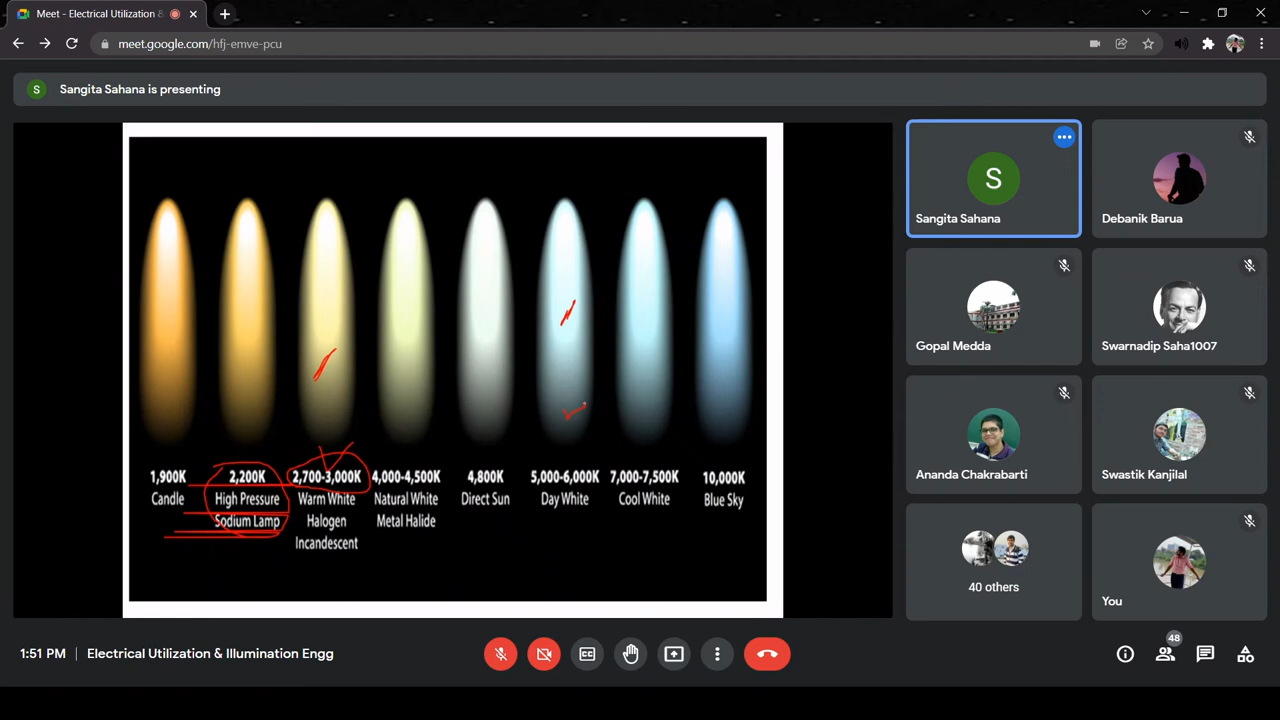 Meet - Electrical Utilization &
meet.google.com/hfj-emve-pcu
S
Sangita Sahana is presenting
1,900K
Candle
2,200K
High Pressure
Sodium Lamp
2,700-3,000K
Warm White
Halogen
Incandescent
4,000-4,500K
Natural White
Metal Halide
4,800K
Direct Sun
5,000-6,000K
Day White
7,000-7,500K
Cool White
10,000K
Blue Sky
S
Sangita Sahana
Debanik Barua
Gopal Medda
Swarnadip Saha1007
Ananda Chakrabarti
Swastik Kanjilal
40 others
You
1:51 PM | Electrical Utilization & Illumination Engg
48